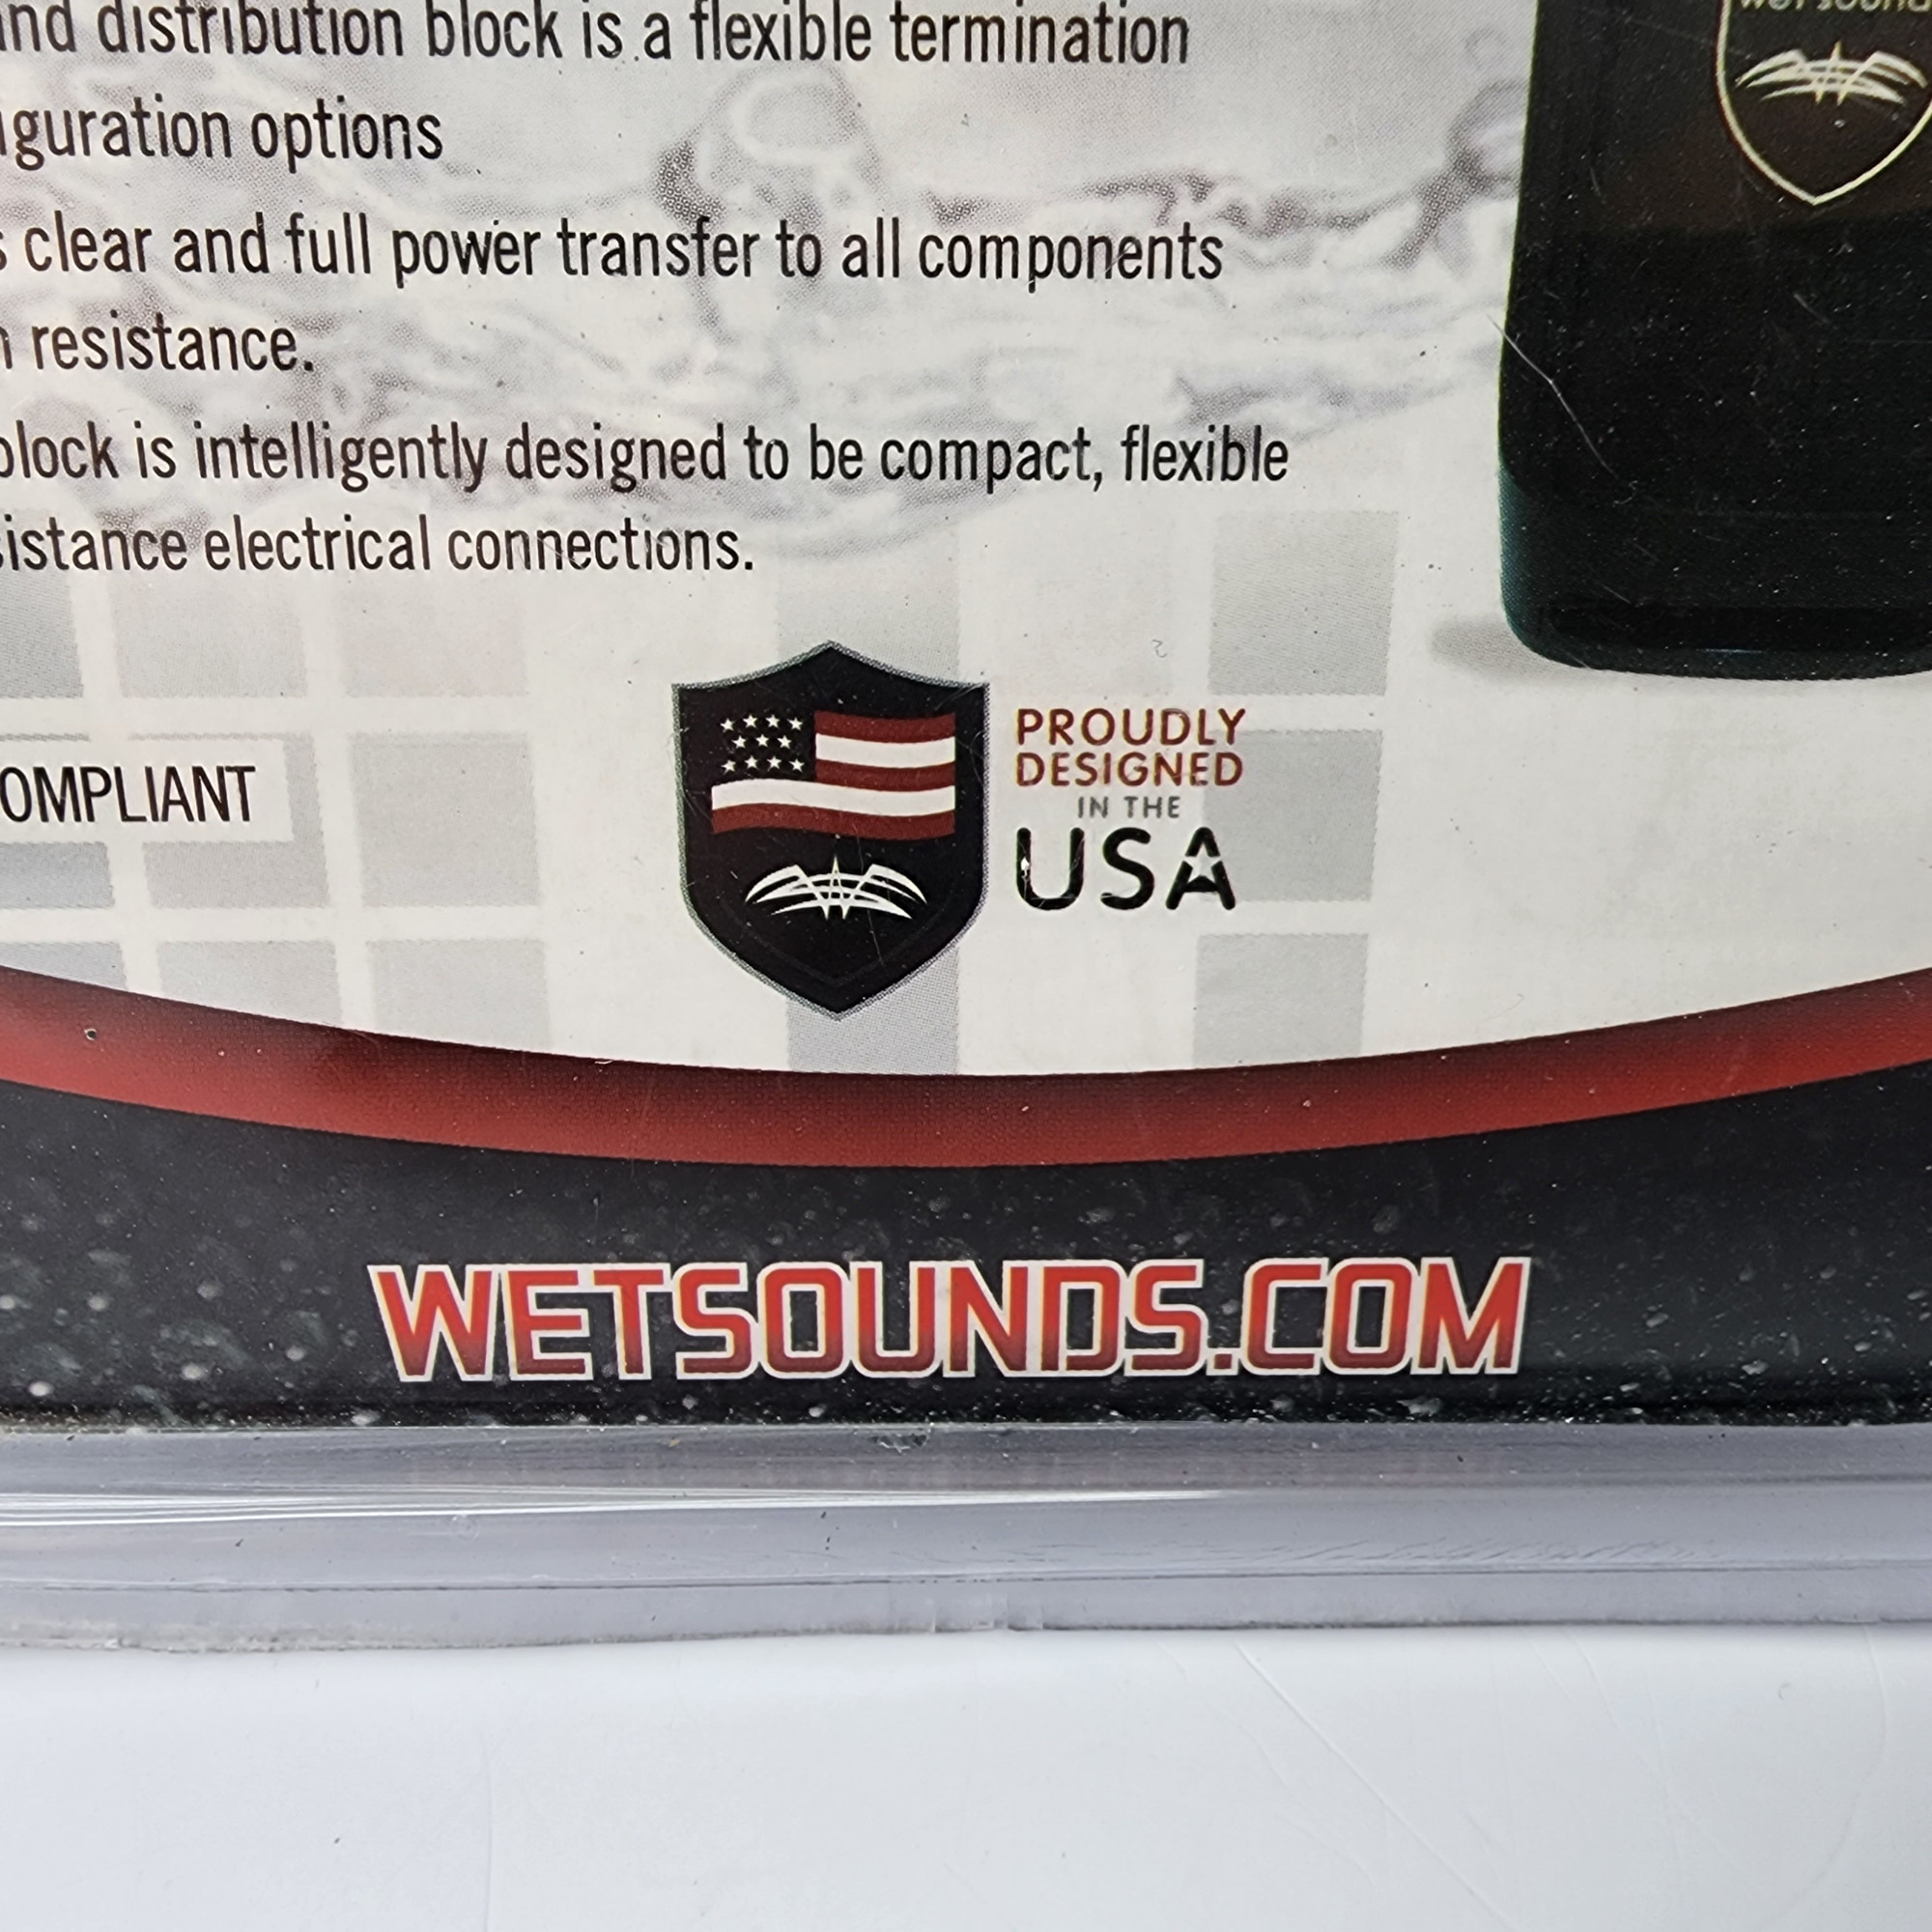 nd distribution block is a flexible termination
guration options
clear and full power transfer to all components
resistance.
block is intelligently designed to be compact, flexible
istance electrical connections.
OMPLIANT
PROUDLY
DESIGNED
IN THE
USA
WETSOUNDS.COM